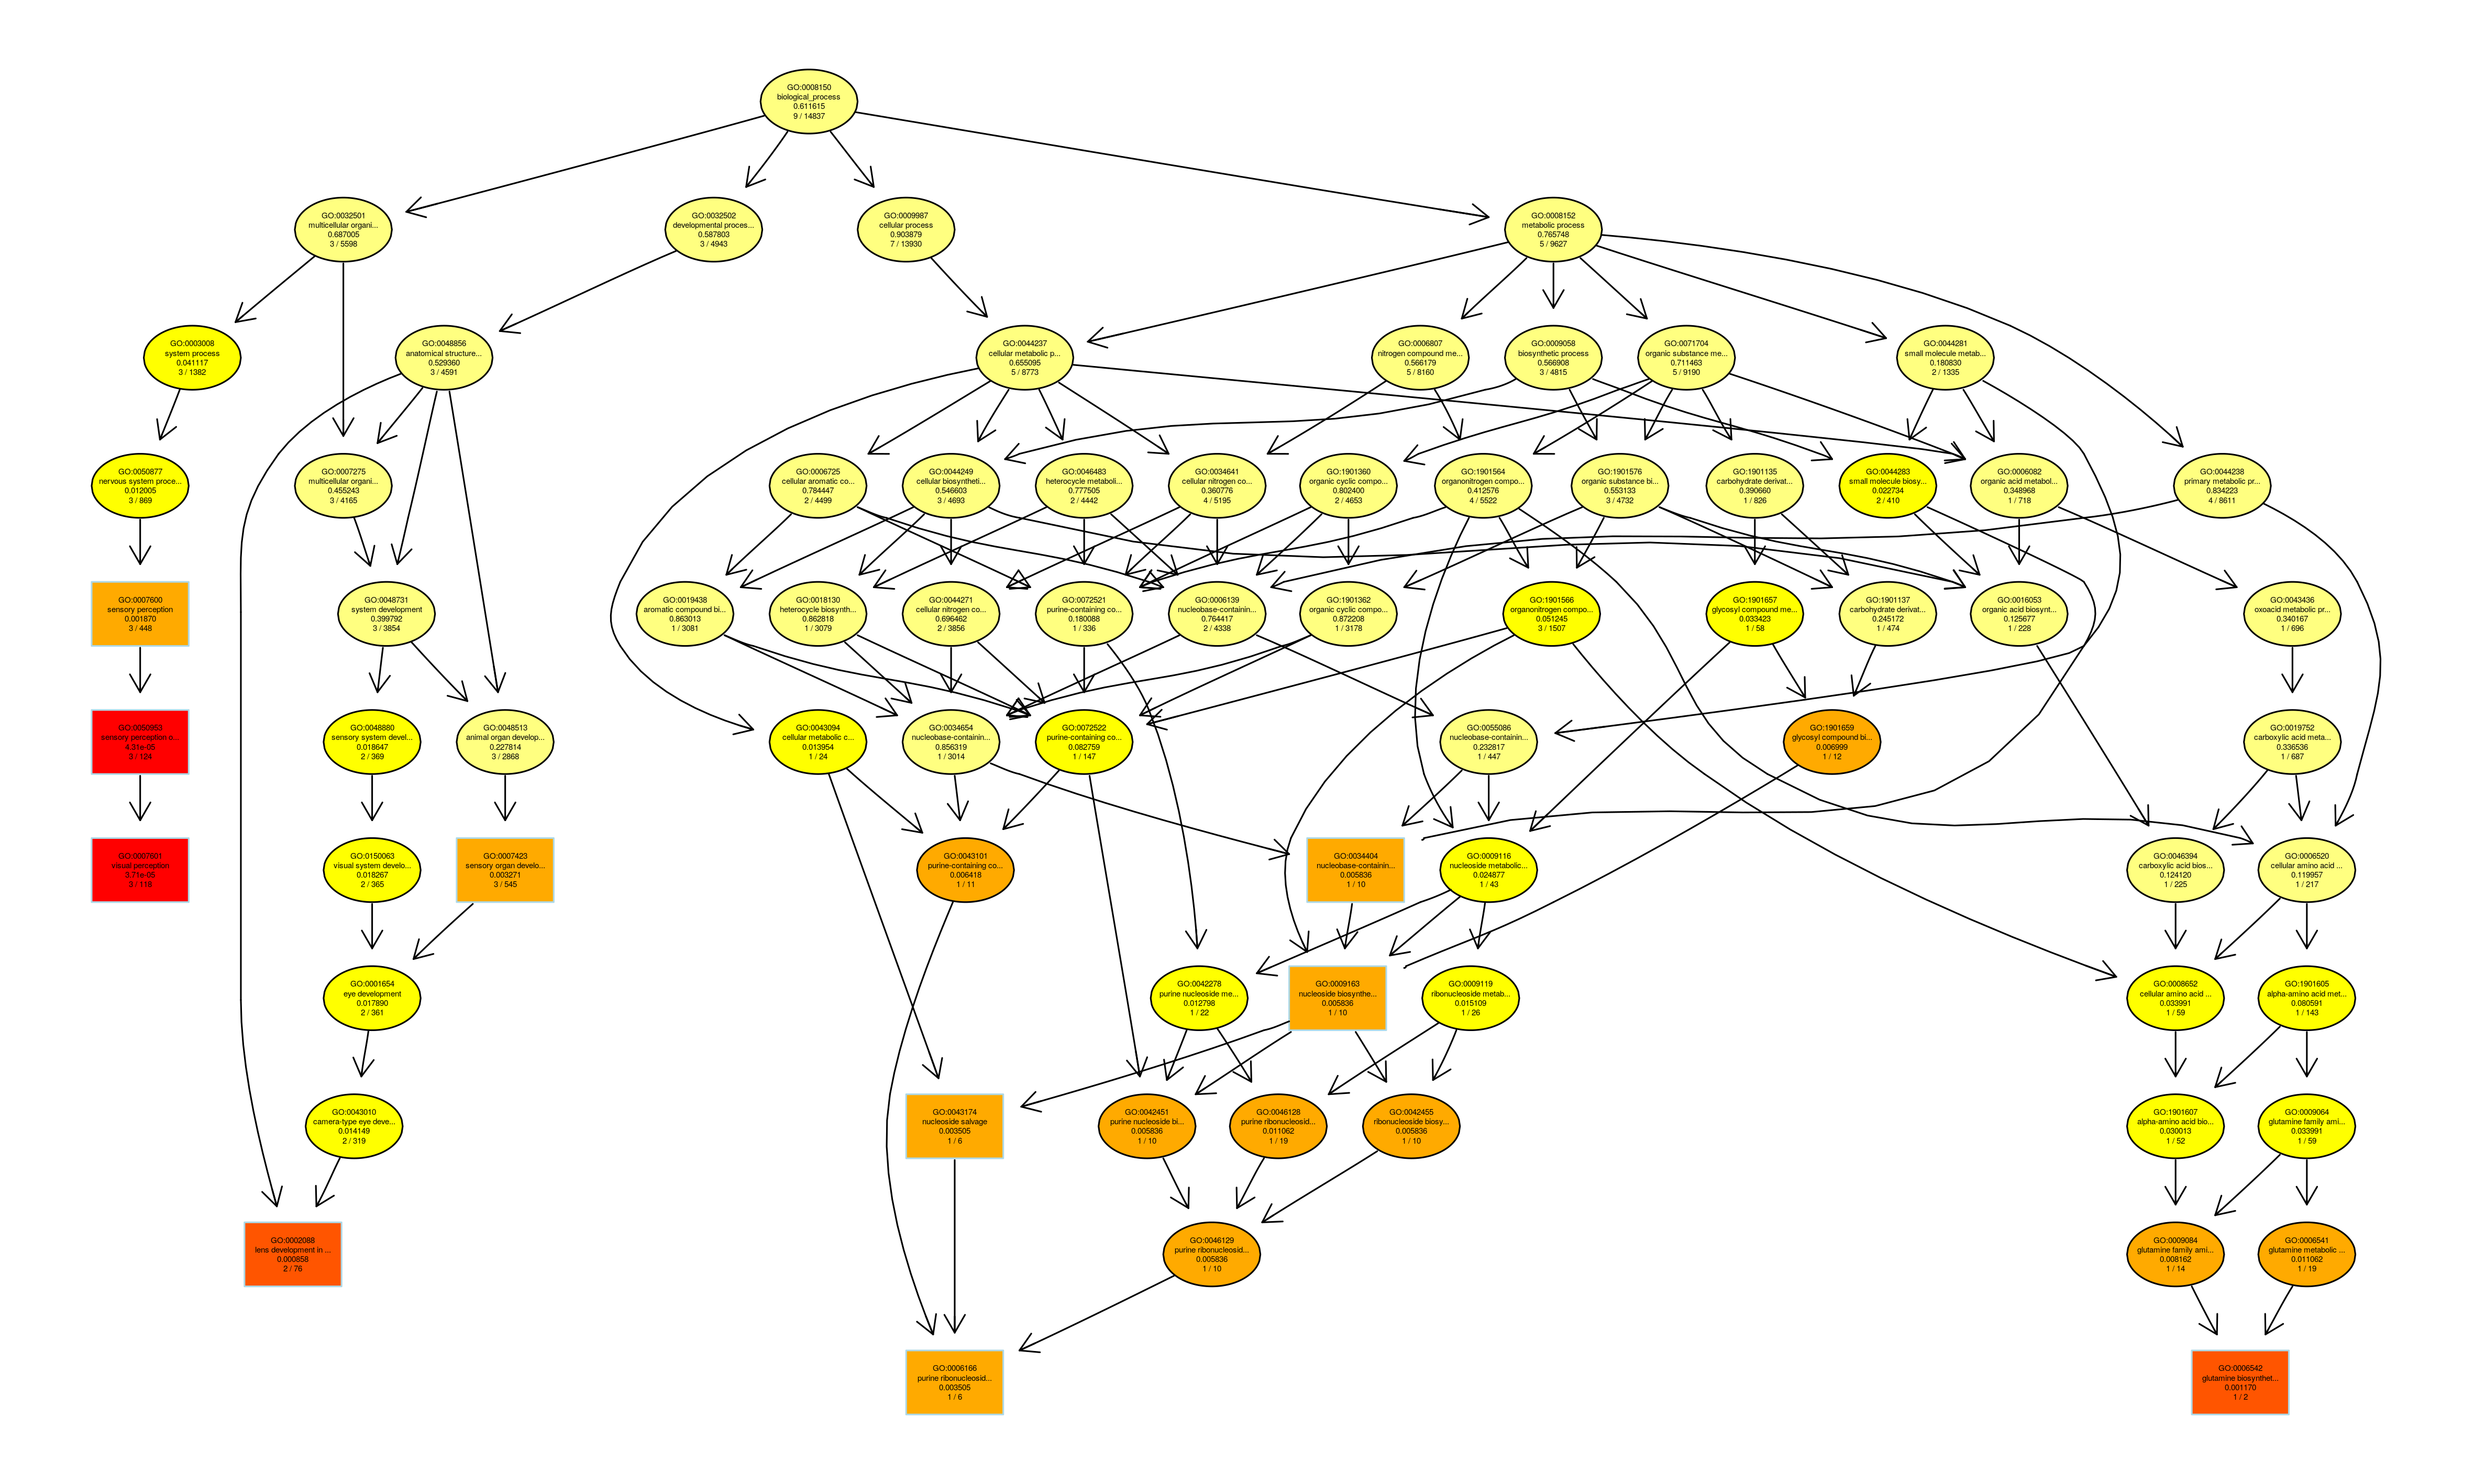 GO:0008150
biological_process
0.611615
9 / 14837
GO:0032501
multicellular organi...
0.687005
3 / 5598
GO:0032502
developmental proces...
0.587803
3 / 4943
GO:0009987
cellular process
0.903879
7 / 13930
GO:0008152
metabolic process
0.765748
5 / 9627
GO:0003008
system process
0.041117
3 / 1382
GO:0048856
anatomical structure...
0.529360
3 / 4591
GO:0044237
cellular metabolic p...
0.655095
5 / 8773
GO:0006807
nitrogen compound me...
0.566179
5 / 8160
GO:0009058
biosynthetic process
0.566908
3 / 4815
GO:0071704
organic substance me...
0.711463
5 / 9190
GO:0044281
small molecule metab...
0.180830
2 / 1335
GO:0050877
nervous system proce...
0.012005
3 / 869
GO:0007275
multicellular organi...
0.455243
3 / 4165
GO:0006725
cellular aromatic co...
0.784447
2 / 4499
GO:0044249
cellular biosyntheti...
0.546603
3 / 4693
GO:0046483
heterocycle metaboli...
0.777505
2 / 4442
GO:0034641
cellular nitrogen co...
0.360776
4 / 5195
GO:1901360
organic cyclic compo...
0.802400
2 / 4653
GO:1901564
organonitrogen compo...
0.412576
4 / 5522
GO:1901576
organic substance bi...
0.553133
3 / 4732
GO:1901135
carbohydrate derivat...
0.390660
1 / 826
GO:0044283
small molecule biosy...
0.022734
2 / 410
GO:0006082
organic acid metabol...
0.348968
1 / 718
GO:0044238
primary metabolic pr...
0.834223
4 / 8611
GO:0007600
sensory perception
0.001870
3 / 448
GO:0048731
system development
0.399792
3 / 3854
GO:0019438
aromatic compound bi...
0.863013
1 / 3081
GO:0018130
heterocycle biosynth...
0.862818
1 / 3079
GO:0044271
cellular nitrogen co...
0.696462
2 / 3856
GO:0072521
purine-containing co...
0.180088
1 / 336
GO:0006139
nucleobase-containin...
0.764417
2 / 4338
GO:1901362
organic cyclic compo...
0.872208
1 / 3178
GO:1901566
organonitrogen compo...
0.051245
3 / 1507
GO:1901657
glycosyl compound me...
0.033423
1 / 58
GO:1901137
carbohydrate derivat...
0.245172
1 / 474
GO:0016053
organic acid biosynt...
0.125677
1 / 228
GO:0043436
oxoacid metabolic pr...
0.340167
1 / 696
GO:0050953
sensory perception o...
4.31e-05
3 / 124
GO:0048880
sensory system devel...
0.018647
2 / 369
GO:0048513
animal organ develop...
0.227814
3 / 2868
GO:0043094
cellular metabolic c...
0.013954
1 / 24
GO:0034654
nucleobase-containin...
0.856319
1 / 3014
GO:0072522
purine-containing co...
0.082759
1 / 147
GO:0055086
nucleobase-containin...
0.232817
1 / 447
GO:1901659
glycosyl compound bi...
0.006999
1 / 12
GO:0019752
carboxylic acid meta...
0.336536
1 / 687
GO:0007601
visual perception
3.71e-05
3 / 118
GO:0150063
visual system develo...
0.018267
2 / 365
GO:0007423
sensory organ develo...
0.003271
3 / 545
GO:0043101
purine-containing co...
0.006418
1 / 11
GO:0034404
nucleobase-containin...
0.005836
1 / 10
GO:0009116
nucleoside metabolic...
0.024877
1 / 43
GO:0046394
carboxylic acid bios...
0.124120
1 / 225
GO:0006520
cellular amino acid ...
0.119957
1 / 217
GO:0001654
eye development
0.017890
2 / 361
GO:0042278
purine nucleoside me...
0.012798
1 / 22
GO:0009163
nucleoside biosynthe...
0.005836
1 / 10
GO:0009119
ribonucleoside metab...
0.015109
1 / 26
GO:0008652
cellular amino acid ...
0.033991
1 / 59
GO:1901605
alpha-amino acid met...
0.080591
1 / 143
GO:0043010
camera-type eye deve...
0.014149
2 / 319
GO:0043174
nucleoside salvage
0.003505
1 / 6
GO:0042451
purine nucleoside bi...
0.005836
1 / 10
GO:0046128
purine ribonucleosid...
0.011062
1 / 19
GO:0042455
ribonucleoside biosy...
0.005836
1 / 10
GO:1901607
alpha-amino acid bio...
0.030013
1 / 52
GO:0009064
glutamine family ami...
0.033991
1 / 59
GO:0002088
lens development in ...
0.000858
2 / 76
GO:0046129
purine ribonucleosid...
0.005836
1 / 10
GO:0009084
glutamine family ami...
0.008162
1 / 14
GO:0006541
glutamine metabolic ...
0.011062
1 / 19
GO:0006166
purine ribonucleosid...
0.003505
1 / 6
GO:0006542
glutamine biosynthet...
0.001170
1 / 2